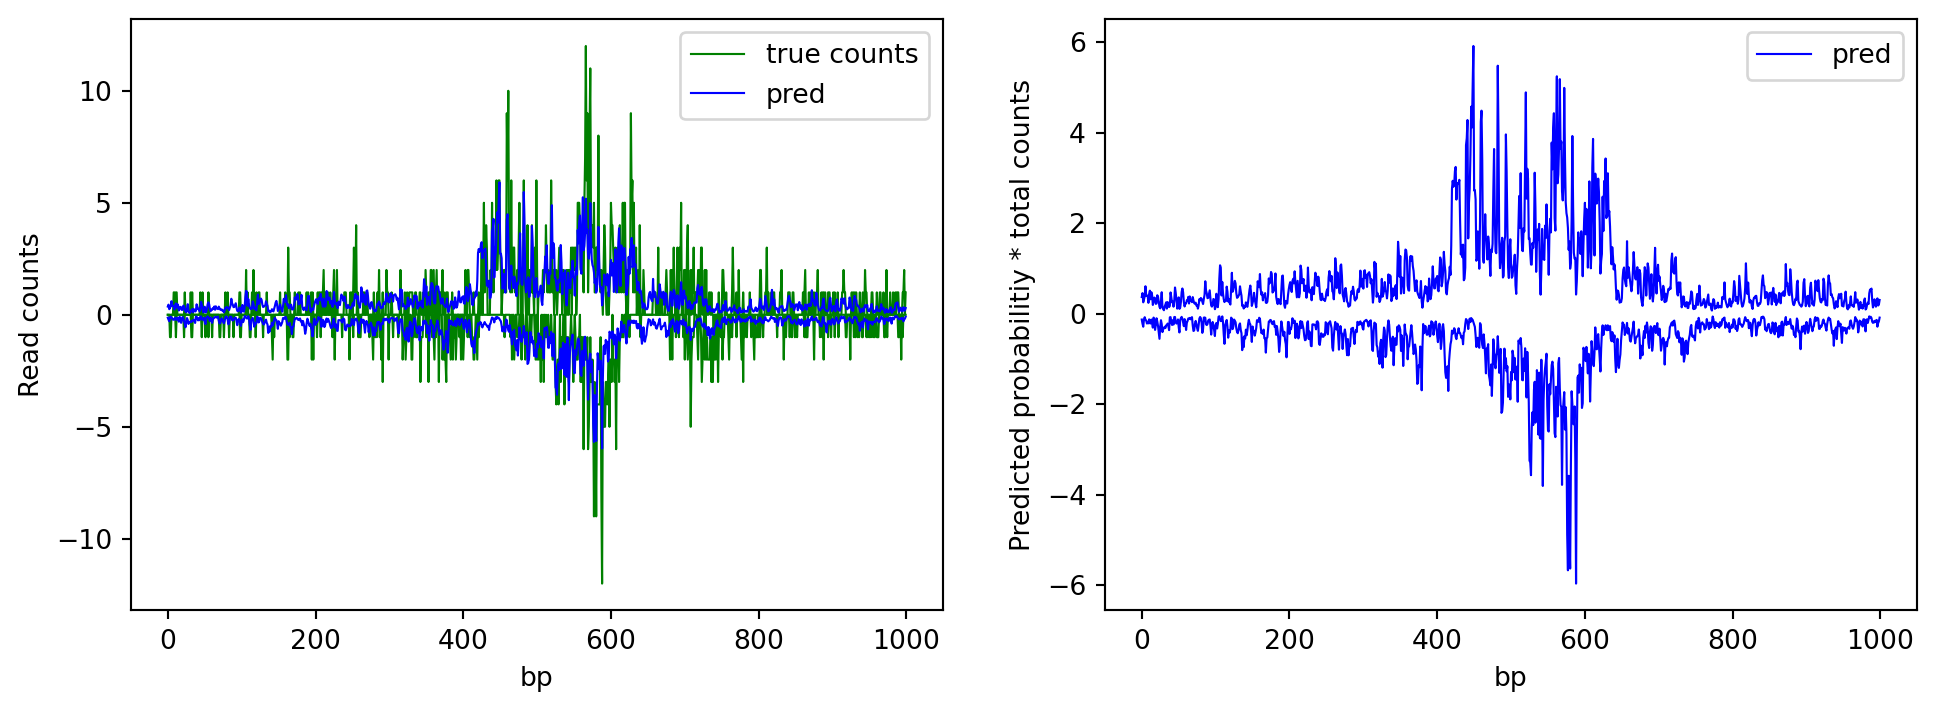 true counts
pred
10
5
0
−5
−10
Read counts
0 200 400 600 800 1000
bp
pred
6
4
2
0
−2
−4
−6
Predicted probabilitiy * total counts
0 200 400 600 800 1000
bp